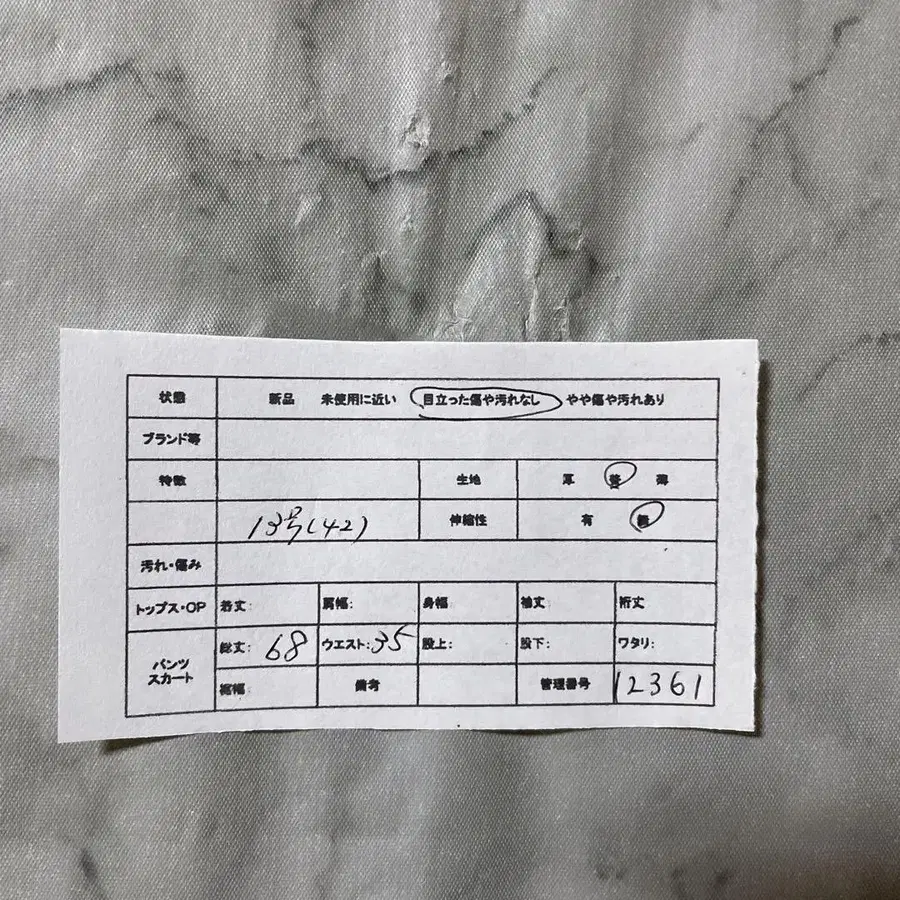 状態 新品 未使用に近い 目立った傷や汚れなし やや傷や汚れあり
ブランド等
特徴 生地 厚 普 薄
13号(42) 伸縮性 有 無
汚れ・傷み
トップス・OP 着丈: 肩幅: 身幅: 袖丈: 裄丈:
パンツ スカート 総丈: 68 ウエスト: 35 股上: 股下: ワタリ:
裾幅: 備考 管理番号 12361